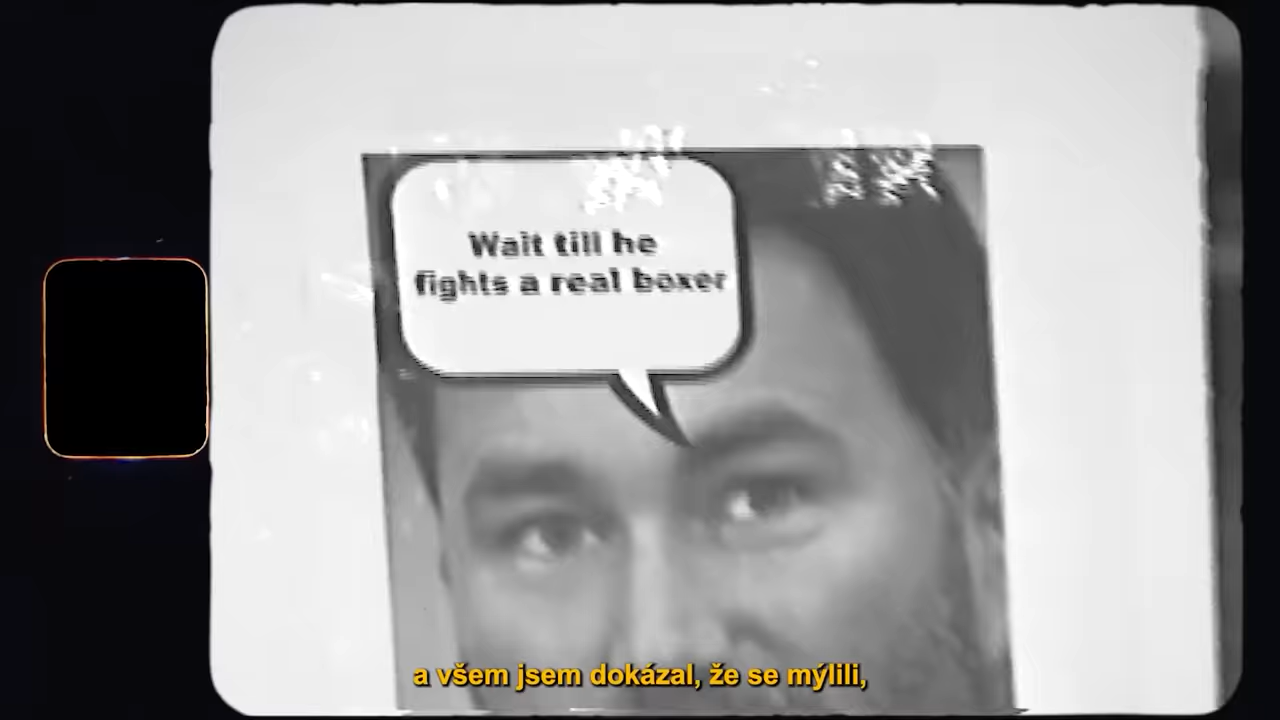 Wait till he
fights a real boxer
a všem jsem dokázal, že se mýlili,